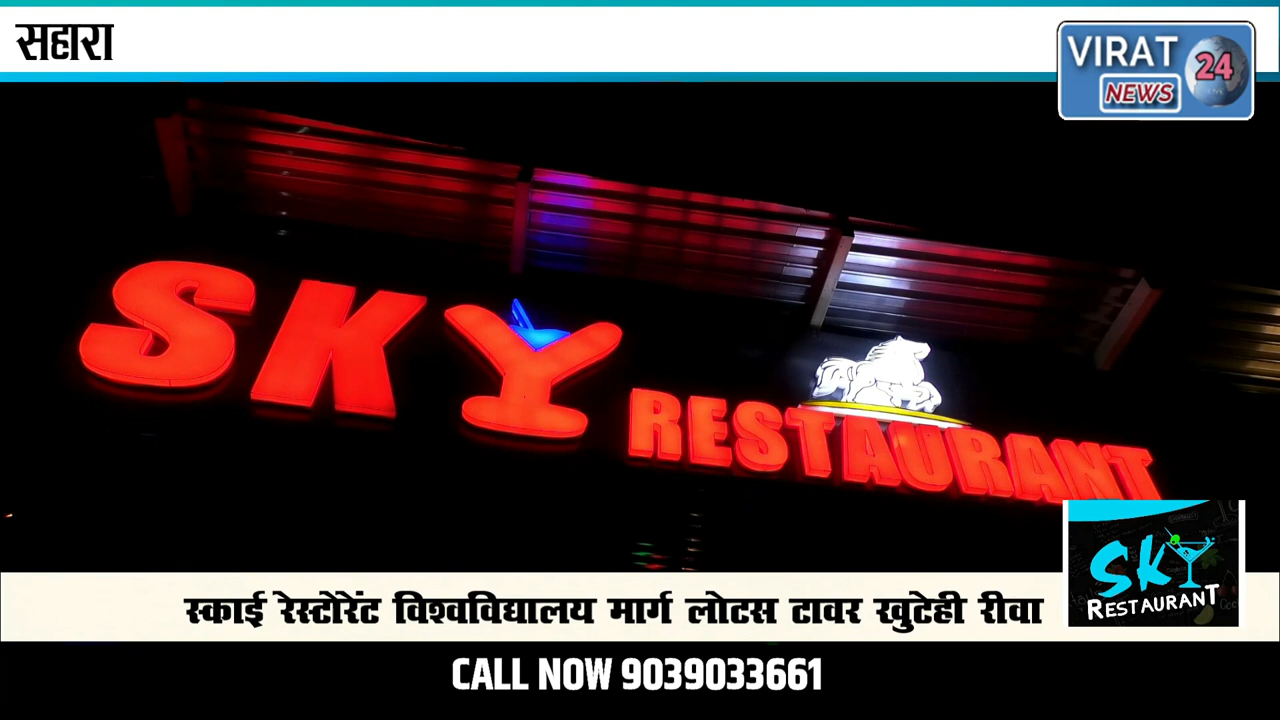 सहारा
VIRAT
24
NEWS
SKY RESTAURANT
SKY
RESTAURANT
स्काई रेस्टोरेंट विश्वविद्यालय मार्ग लोटस टावर खुटेही रीवा
CALL NOW 9039033661